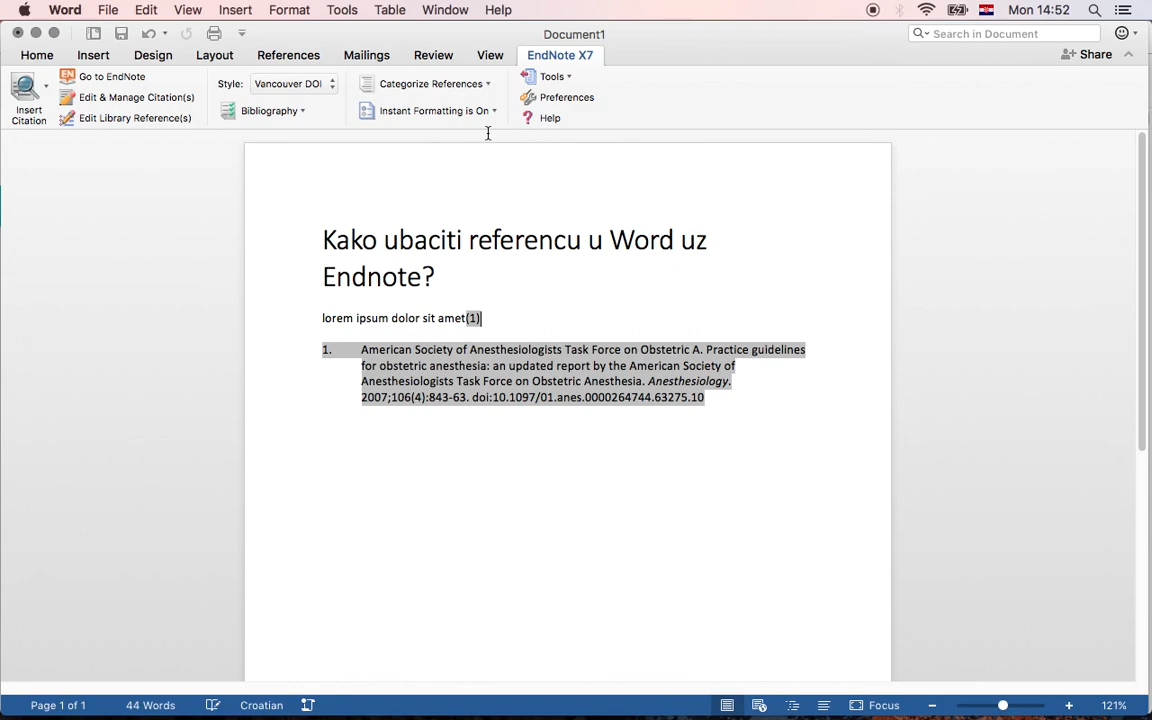 Word File Edit View Insert Format Tools Table Window Help Mon 14:52
Document1
Search in Document
Home Insert Design Layout References Mailings Review View EndNote X7 Share
Go to EndNote
Edit & Manage Citation(s)
Edit Library Reference(s)
Insert
Citation
Style: Vancouver DOI
Bibliography
Categorize References
Instant Formatting is On
Tools
Preferences
Help
Kako ubaciti referencu u Word uz
Endnote?
lorem ipsum dolor sit amet(1)
1. American Society of Anesthesiologists Task Force on Obstetric A. Practice guidelines
for obstetric anesthesia: an updated report by the American Society of
Anesthesiologists Task Force on Obstetric Anesthesia. Anesthesiology.
2007;106(4):843-63. doi:10.1097/01.anes.0000264744.63275.10
Page 1 of 1 44 Words Croatian Focus 121%